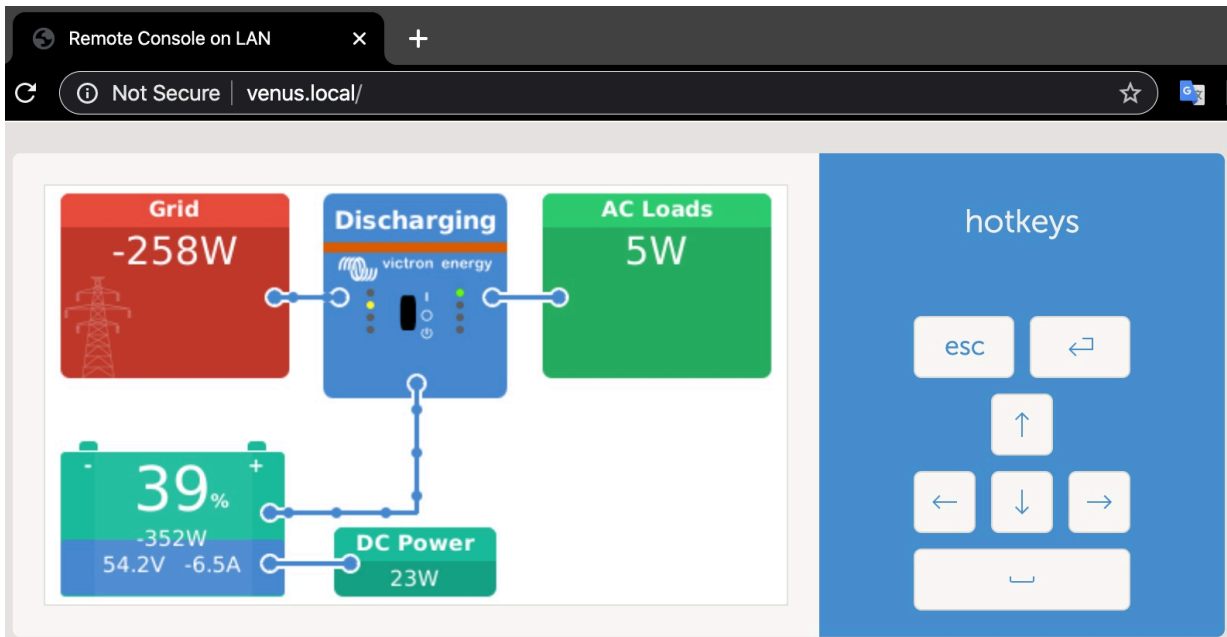 Remote Console on LAN
Not Secure venus.local/
Grid
-258W
Discharging
victron energy
AC Loads
5W
- +
39%
-352W
54.2V -6.5A
DC Power
23W
hotkeys
esc